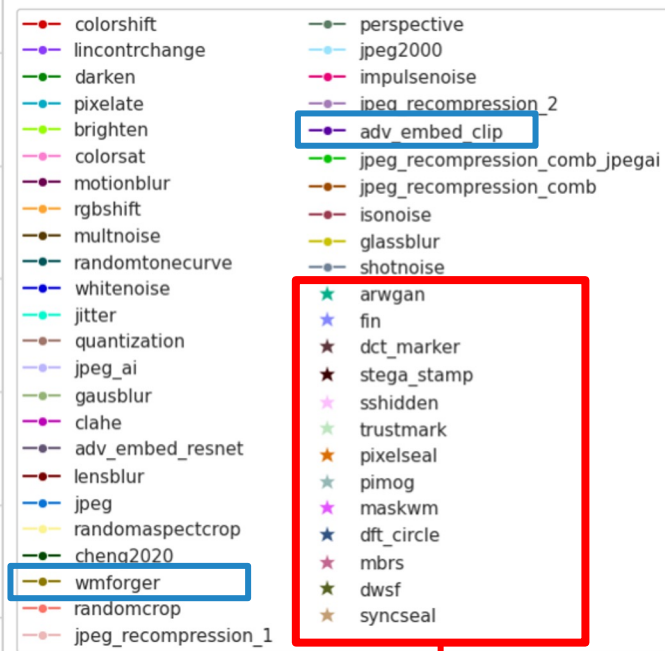 colorshift
lincontrchange
darken
pixelate
brighten
colorsat
motionblur
rgbshift
multnoise
randomtonecurve
whitenoise
jitter
quantization
jpeg_ai
gausblur
clahe
adv_embed_resnet
lensblur
jpeg
randomaspectcrop
cheng2020
wmforger
randomcrop
jpeg_recompression_1
perspective
jpeg2000
impulsenoise
jpeg_recompression_2
adv_embed_clip
jpeg_recompression_comb_jpegai
jpeg_recompression_comb
isonoise
glassblur
shotnoise
arwgan
fin
dct_marker
stega_stamp
sshidden
trustmark
pixelseal
pimog
maskwm
dft_circle
mbrs
dwsf
syncseal